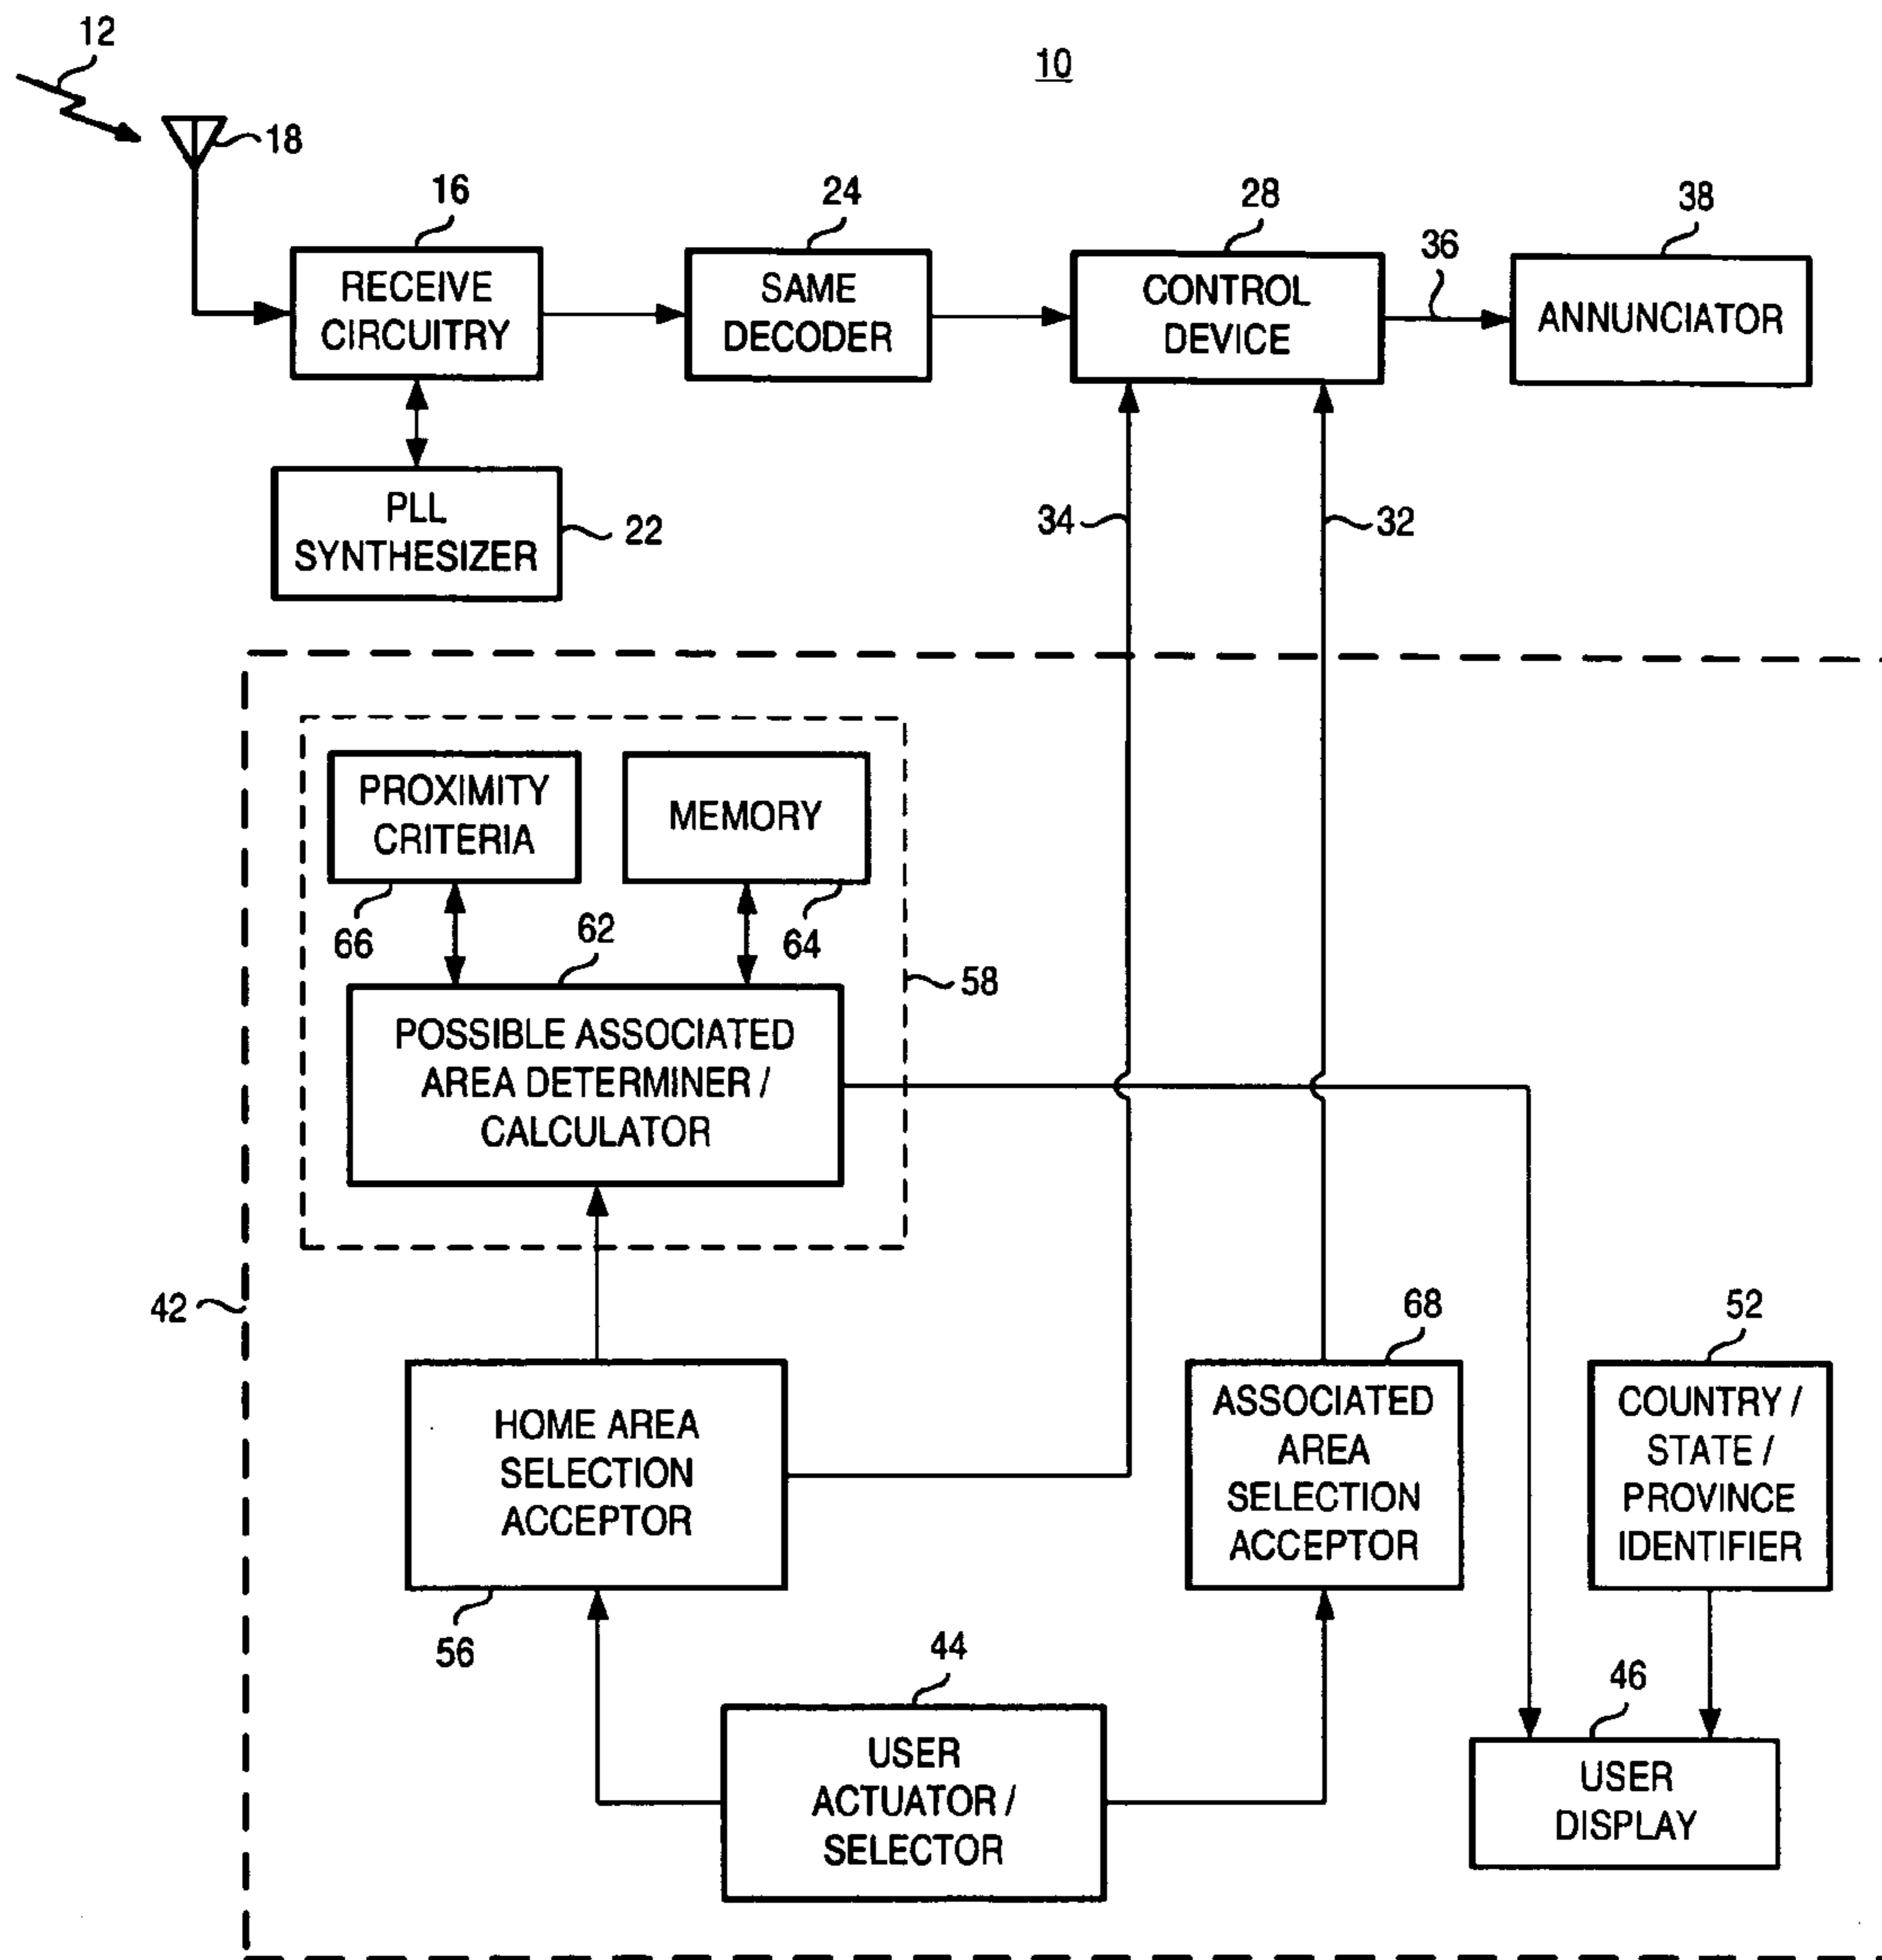 12
10
18
16
24
28
38
36
RECEIVE
CIRCUITRY
SAME
DECODER
CONTROL
DEVICE
ANNUNCIATOR
PLL
SYNTHESIZER
22
34
32
PROXIMITY
CRITERIA
MEMORY
66
62
64
58
POSSIBLE ASSOCIATED
AREA DETERMINER /
CALCULATOR
42
68
52
HOME AREA
SELECTION
ACCEPTOR
ASSOCIATED
AREA
SELECTION
ACCEPTOR
COUNTRY /
STATE /
PROVINCE
IDENTIFIER
56
44
46
USER
ACTUATOR /
SELECTOR
USER
DISPLAY